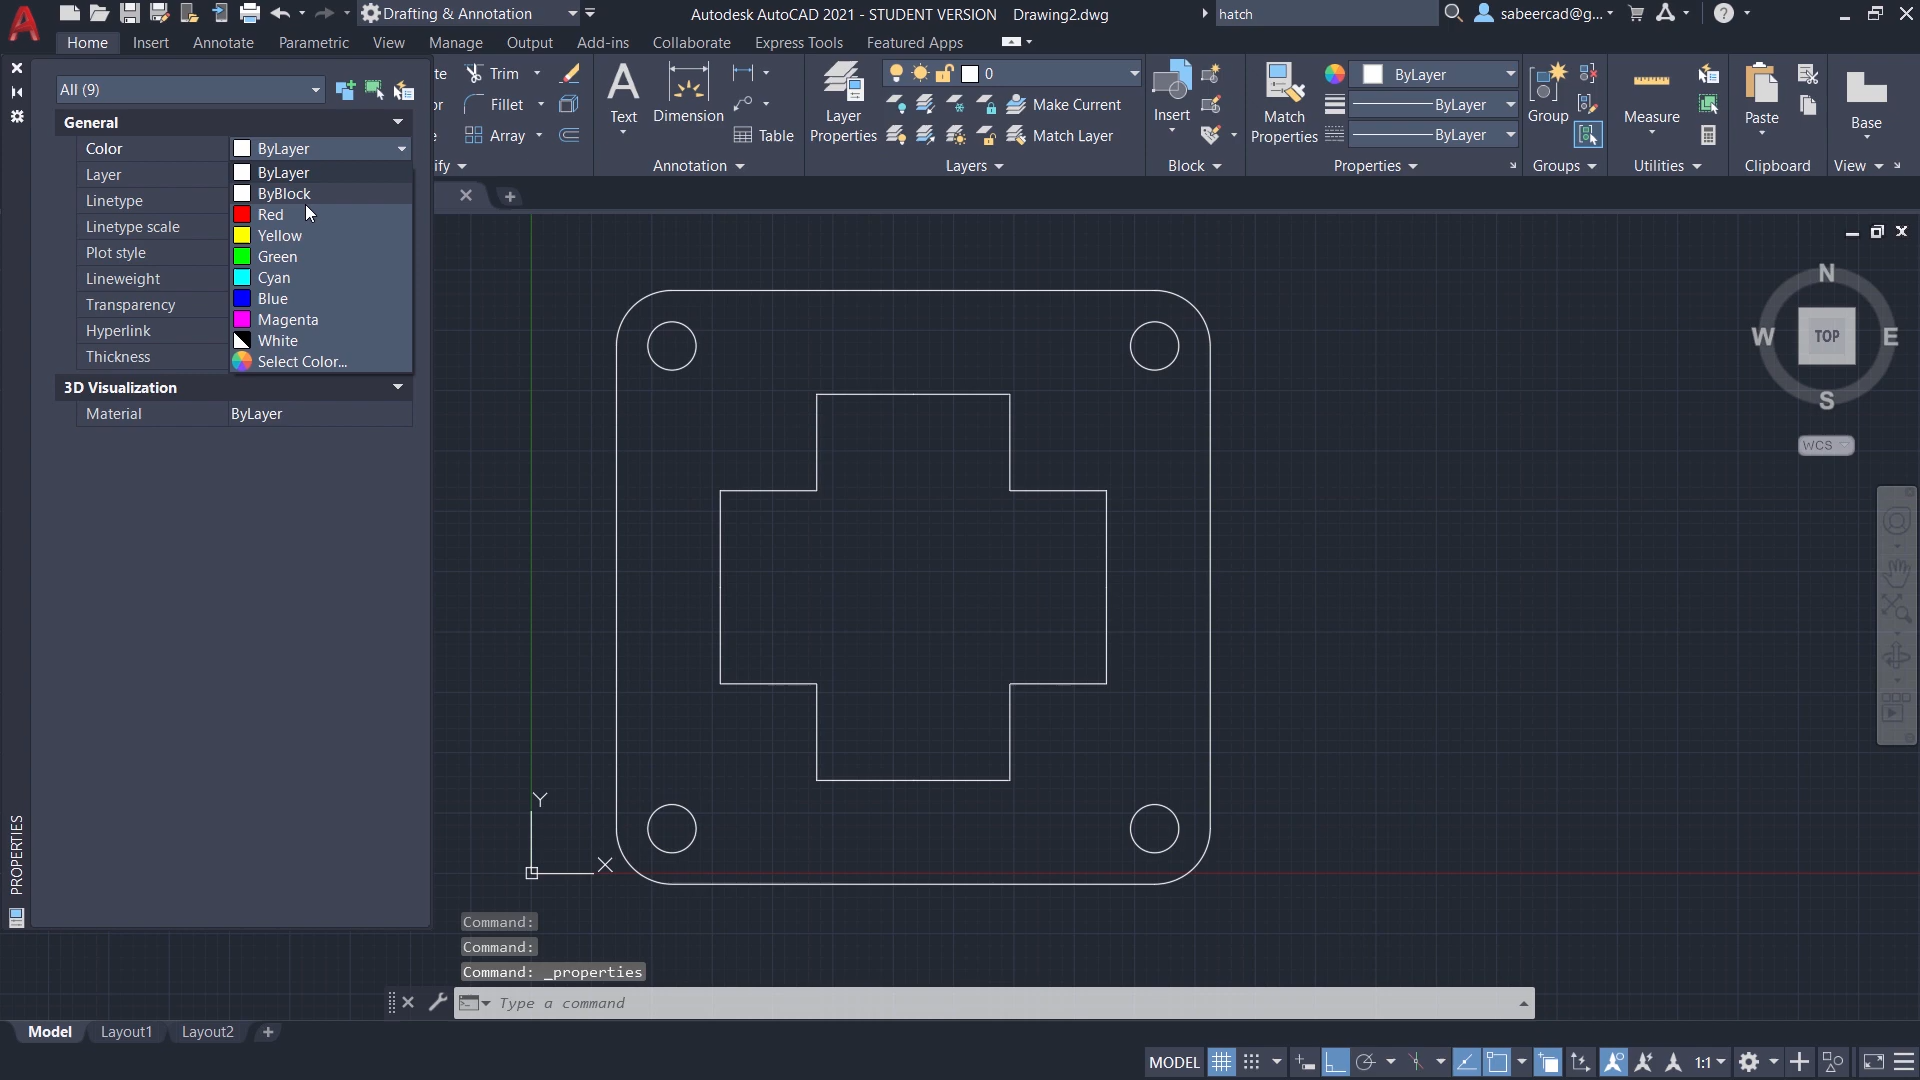 Drafting & Annotation
Autodesk AutoCAD 2021 - STUDENT VERSION Drawing2.dwg
hatch
sabeercad@g...
Home Insert Annotate Parametric View Manage Output Add-ins Collaborate Express Tools Featured Apps
All (9)
General
Color ByLayer
Layer
Linetype
Linetype scale
Plot style
Lineweight
Transparency
Hyperlink
Thickness
ByLayer
ByBlock
Red
Yellow
Green
Cyan
Blue
Magenta
White
Select Color...
3D Visualization
Material ByLayer
PROPERTIES
te Trim
or Fillet
e Array
ify
Text
Dimension
Table
Annotation
Layer Properties
0
Make Current
Match Layer
Layers
Insert
Block
Match Properties
ByLayer
ByLayer
ByLayer
Properties
Group
Groups
Measure
Utilities
Paste
Clipboard
Base
View
N
W TOP E
S
WCS
Y
X
Command:
Command:
Command: _properties
Type a command
Model Layout1 Layout2
MODEL 1:1